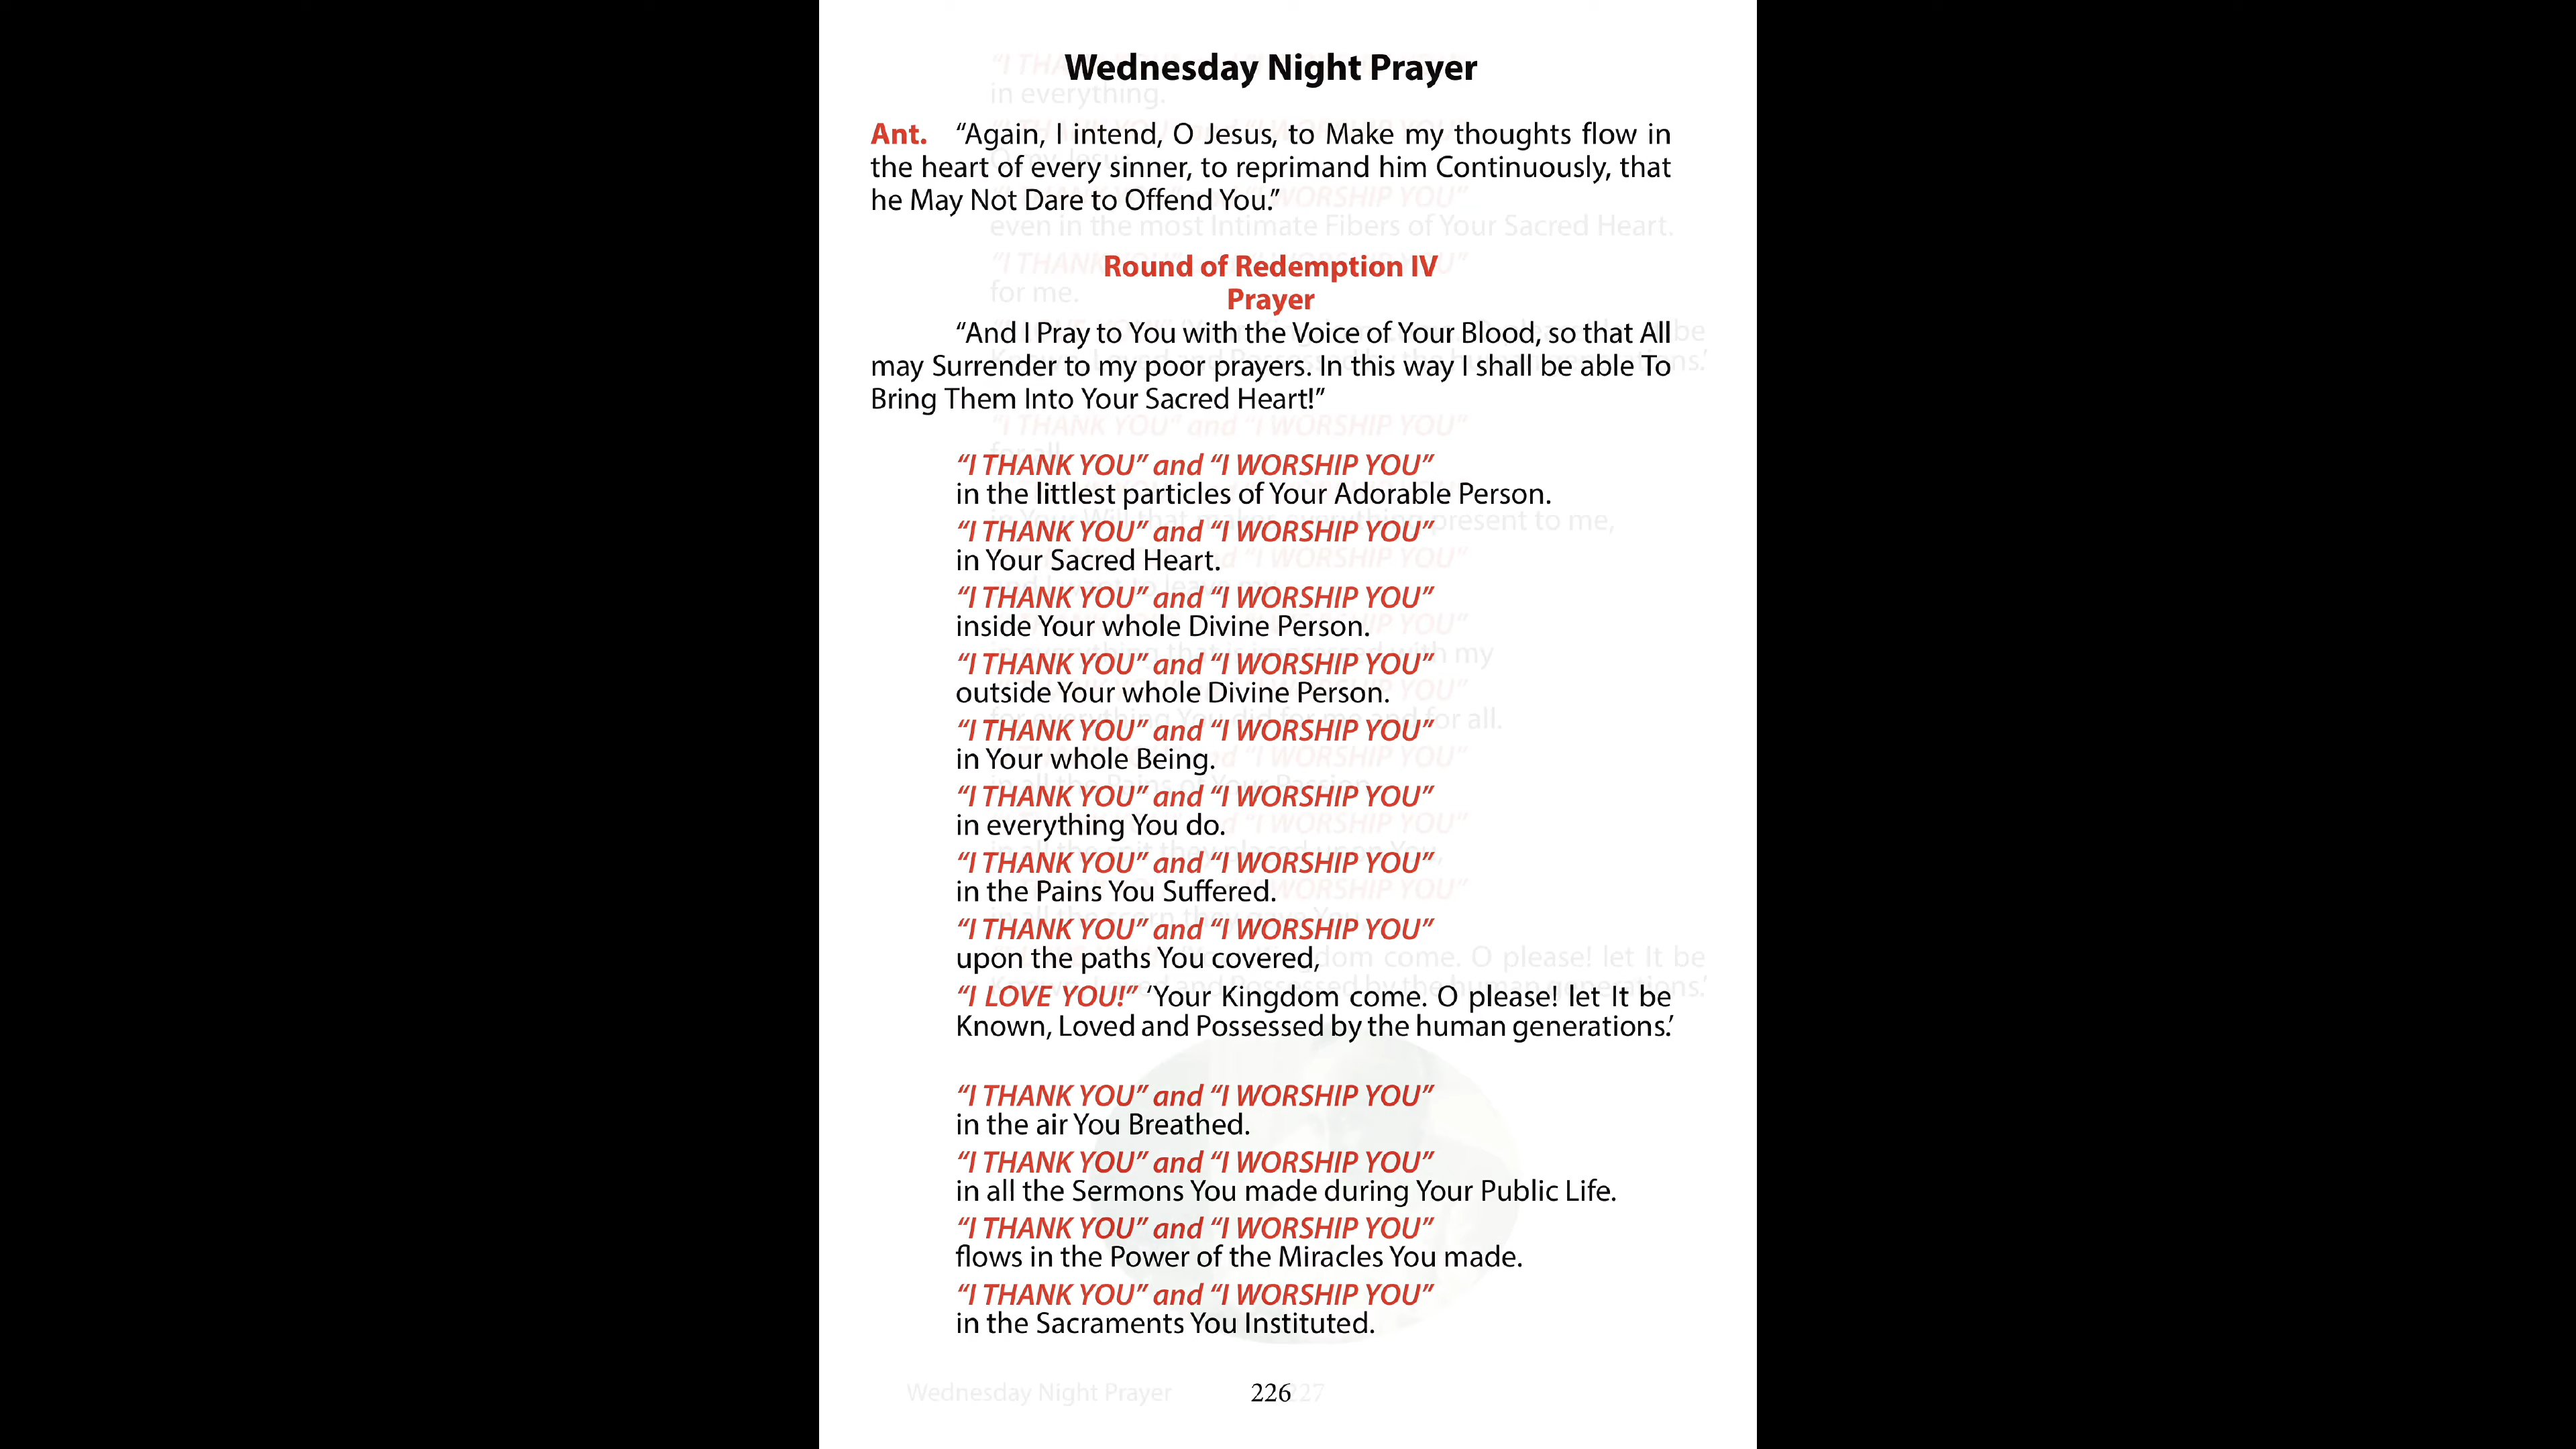 Wednesday Night Prayer
Ant. “Again, I intend, O Jesus, to Make my thoughts flow in
the heart of every sinner, to reprimand him Continuously, that
he May Not Dare to Offend You.”
Round of Redemption IV
Prayer
“And I Pray to You with the Voice of Your Blood, so that All
may Surrender to my poor prayers. In this way I shall be able To
Bring Them Into Your Sacred Heart!”
“I THANK YOU” and “I WORSHIP YOU”
in the littlest particles of Your Adorable Person.
“I THANK YOU” and “I WORSHIP YOU”
in Your Sacred Heart.
“I THANK YOU” and “I WORSHIP YOU”
inside Your whole Divine Person.
“I THANK YOU” and “I WORSHIP YOU”
outside Your whole Divine Person.
“I THANK YOU” and “I WORSHIP YOU”
in Your whole Being.
“I THANK YOU” and “I WORSHIP YOU”
in everything You do.
“I THANK YOU” and “I WORSHIP YOU”
in the Pains You Suffered.
“I THANK YOU” and “I WORSHIP YOU”
upon the paths You covered,
“I LOVE YOU!” ‘Your Kingdom come. O please! let It be
Known, Loved and Possessed by the human generations.’
“I THANK YOU” and “I WORSHIP YOU”
in the air You Breathed.
“I THANK YOU” and “I WORSHIP YOU”
in all the Sermons You made during Your Public Life.
“I THANK YOU” and “I WORSHIP YOU”
flows in the Power of the Miracles You made.
“I THANK YOU” and “I WORSHIP YOU”
in the Sacraments You Instituted.
226